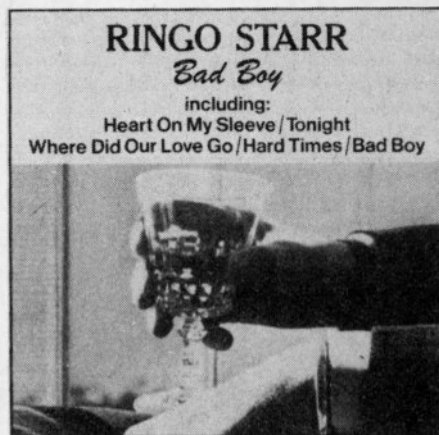 RINGO STARR
Bad Boy
including:
Heart On My Sleeve/Tonight
Where Did Our Love Go/Hard Times/Bad Boy